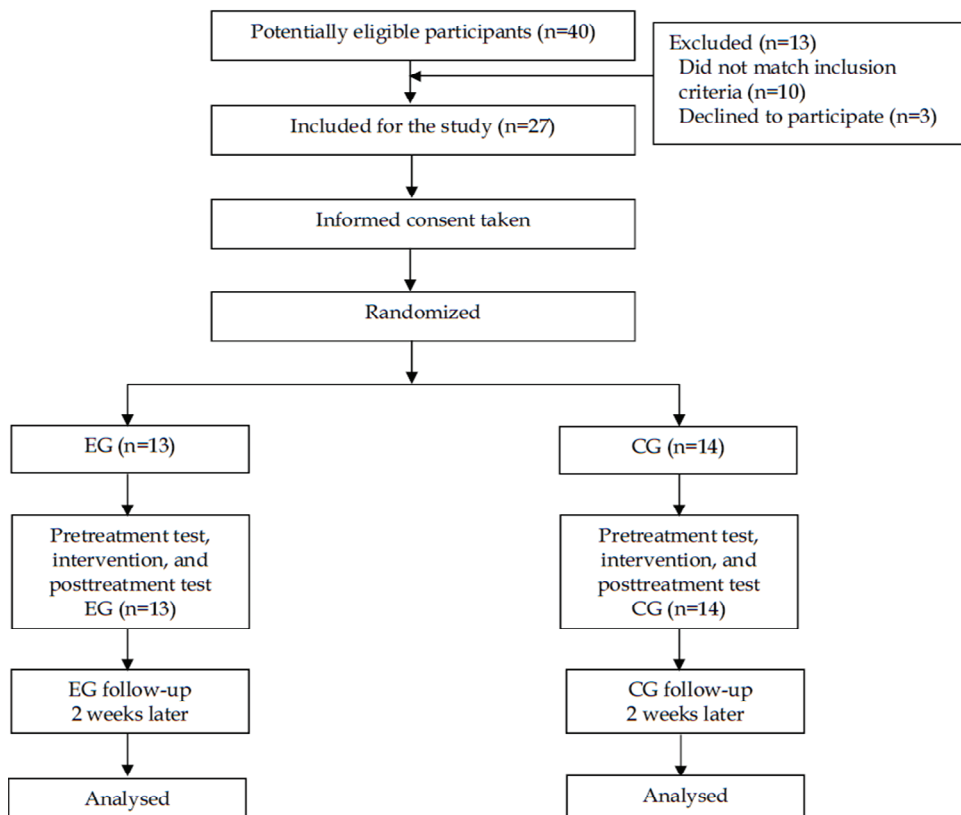 Potentially eligible participants (n=40)
Excluded (n=13)
Did not match inclusion
criteria (n=10)
Declined to participate (n=3)
Included for the study (n=27)
Informed consent taken
Randomized
EG (n=13)
CG (n=14)
Pretreatment test,
intervention, and
posttreatment test
EG (n=13)
Pretreatment test,
intervention, and
posttreatment test
CG (n=14)
EG follow-up
2 weeks later
CG follow-up
2 weeks later
Analysed
Analysed